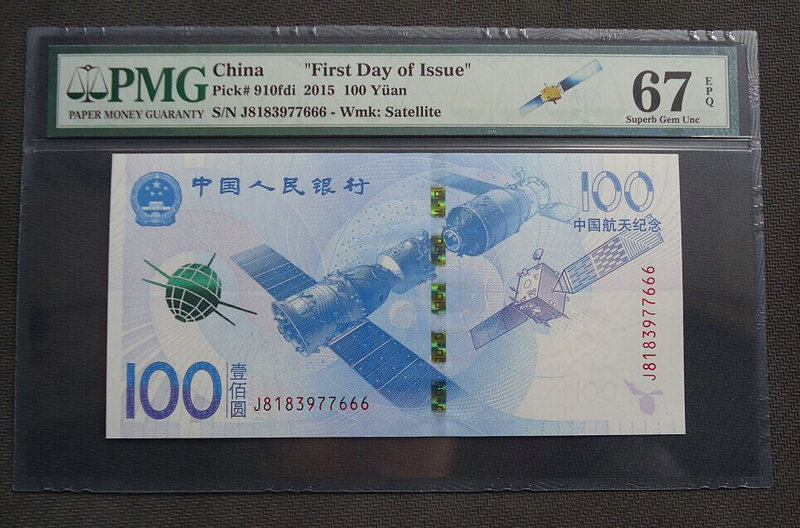 PMG
PAPER MONEY GUARANTY
China "First Day of Issue"
Pick# 910fdi 2015 100 Yüan
S/N J8183977666 - Wmk: Satellite
67
EPQ
Superb Gem Unc
中国人民银行
100
中国航天纪念
J8183977666
100
壹佰圆
J8183977666